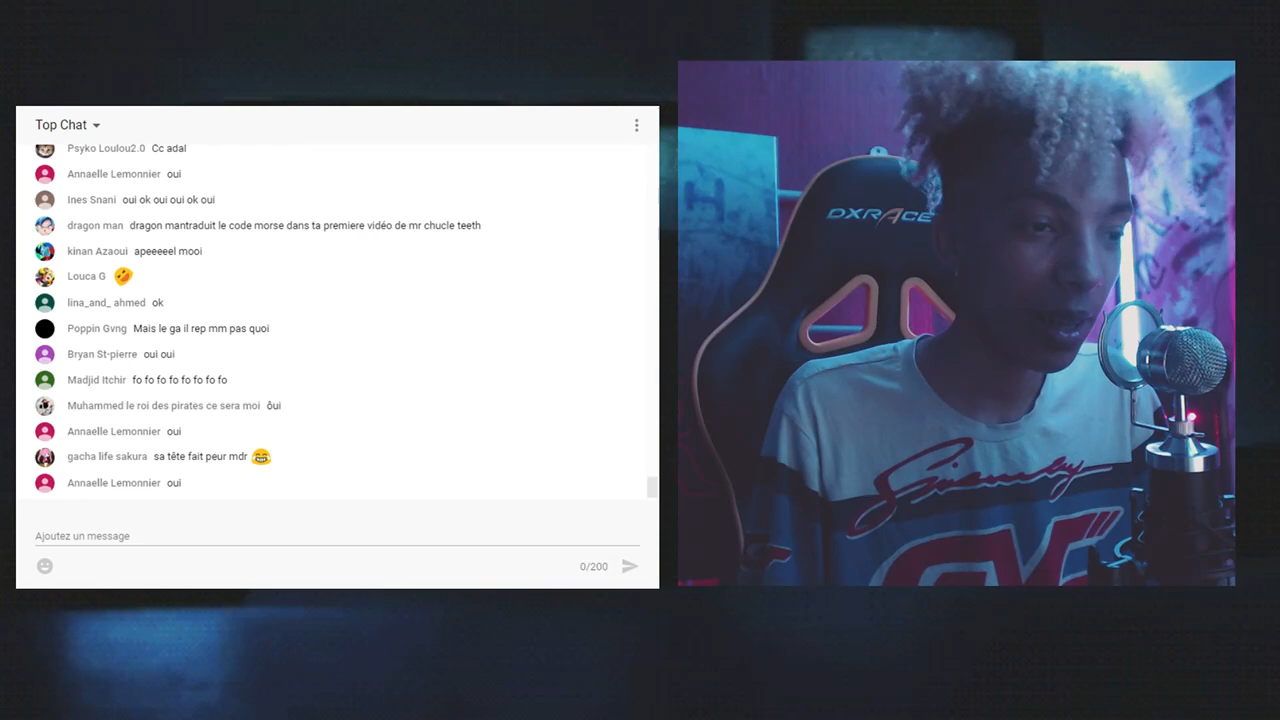 Top Chat
Psyko Loulou2.0 Cc adal
Annaelle Lemonnier oui
Ines Snani oui ok oui oui ok oui
dragon man dragon mantraduit le code morse dans ta premiere vidéo de mr chucle teeth
kinan Azaoui apeeeeel mooi
Louca G 🤣
lina_and_ ahmed ok
Poppin Gvng Mais le ga il rep mm pas quoi
Bryan St-pierre oui oui
Madjid Itchir fo fo fo fo fo fo fo fo
Muhammed le roi des pirates ce sera moi ôui
Annaelle Lemonnier oui
gacha life sakura sa tête fait peur mdr 😂
Annaelle Lemonnier oui
Ajoutez un message
0/200
DXRACE